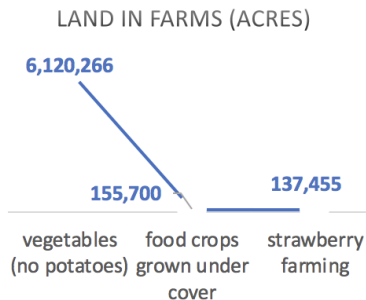 LAND IN FARMS (ACRES)
6,120,266
155,700
137,455
vegetables
(no potatoes)
food crops
grown under
cover
strawberry
farming